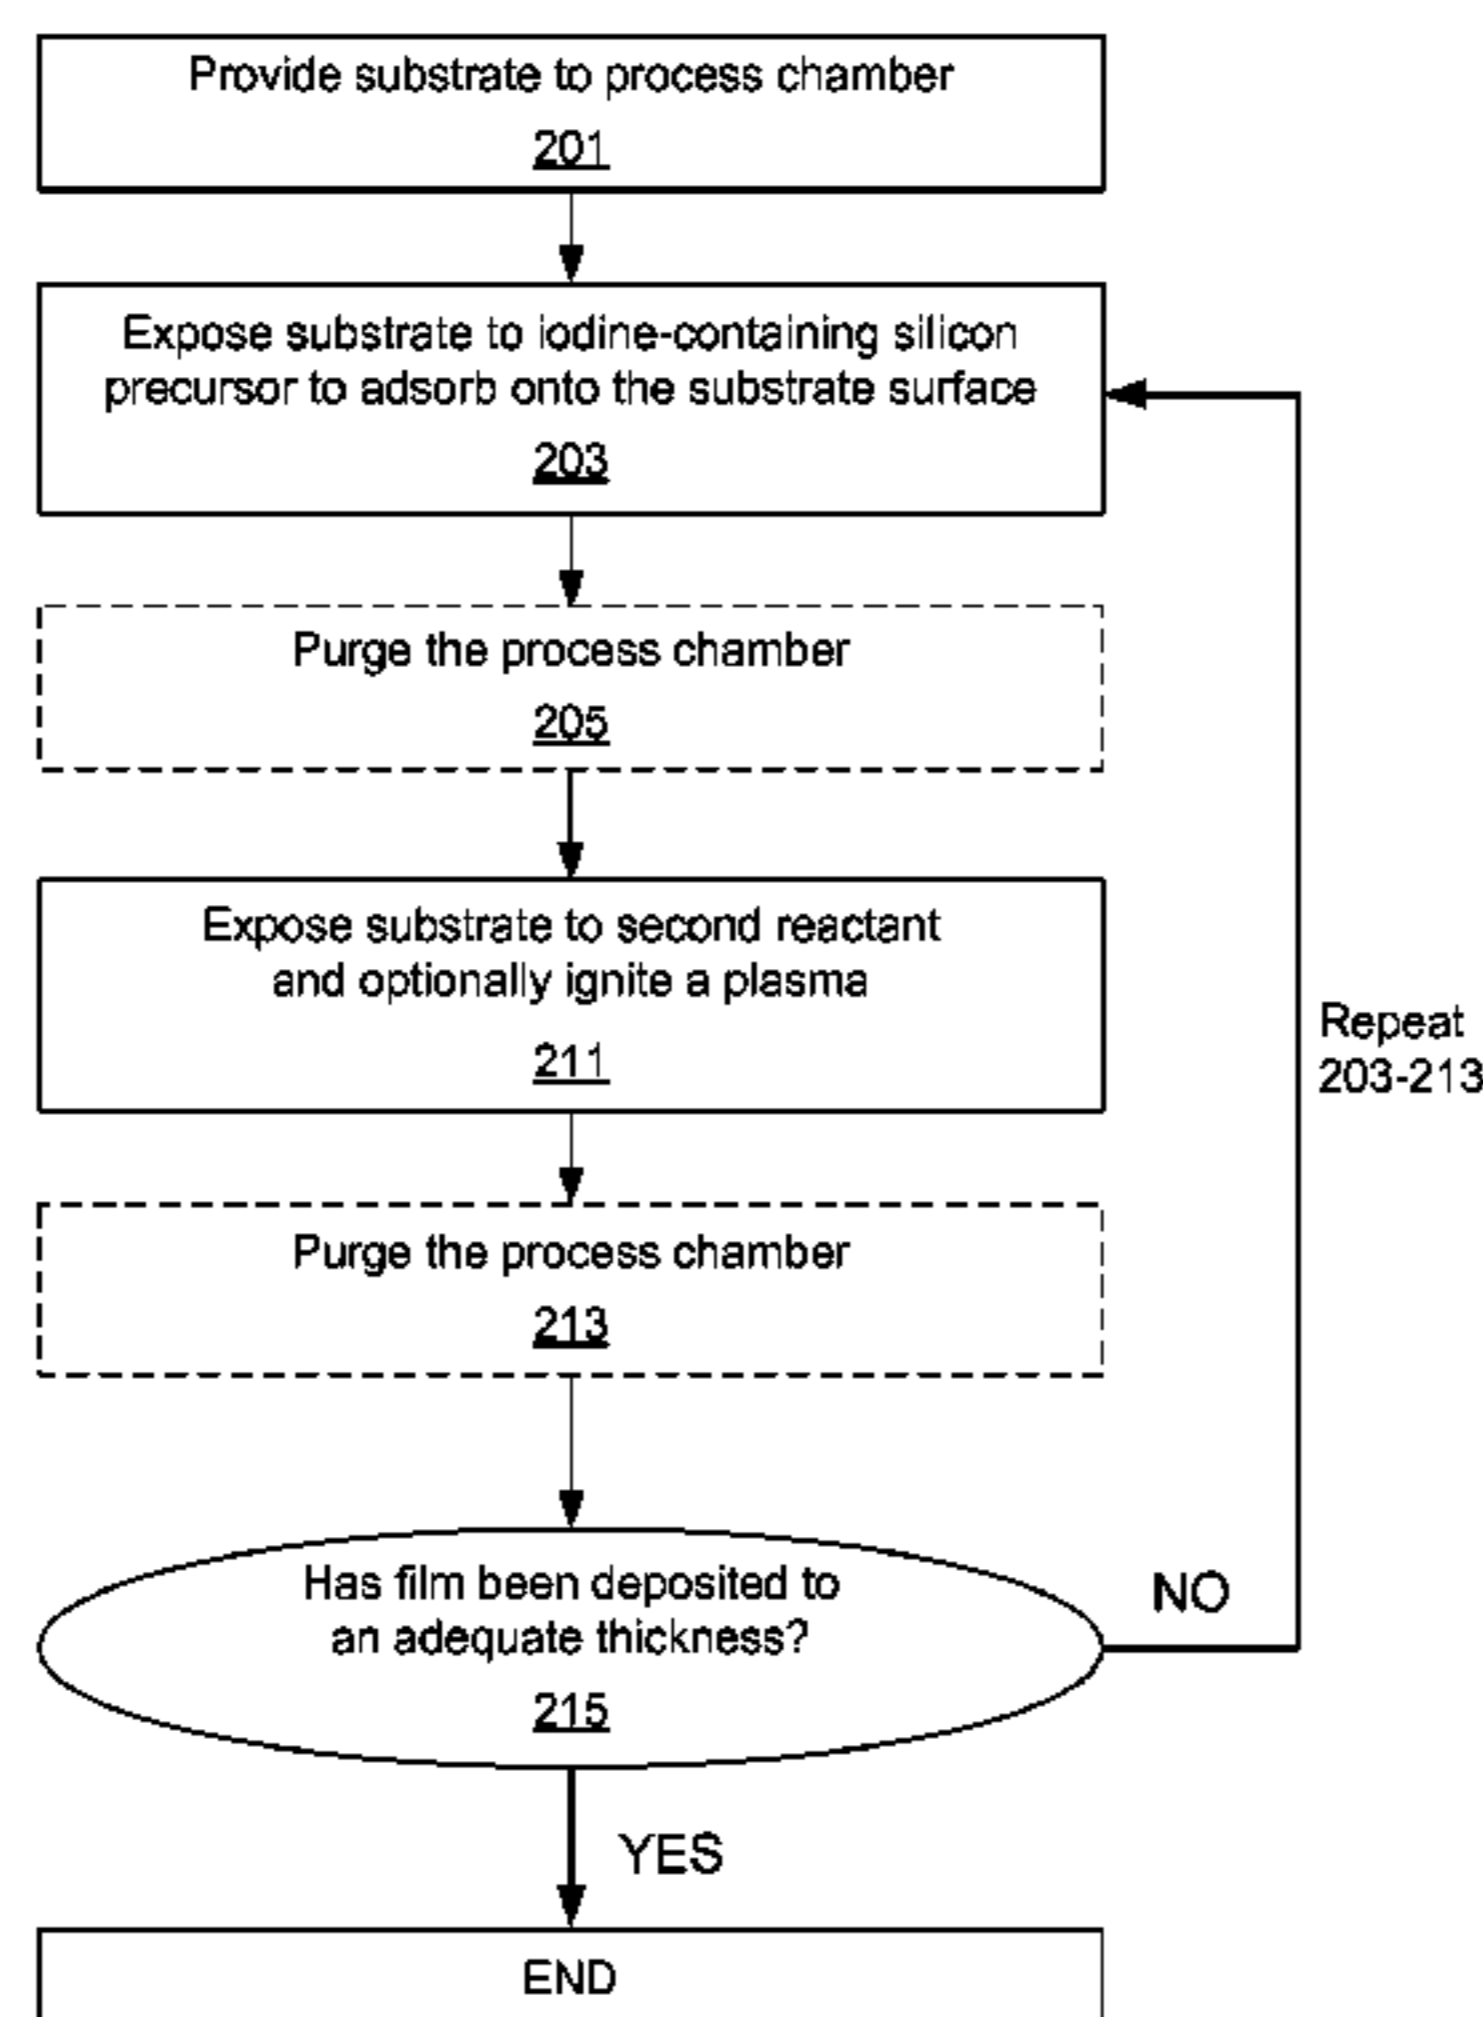 Provide substrate to process chamber
201
Expose substrate to iodine-containing silicon
precursor to adsorb onto the substrate surface
203
Purge the process chamber
205
Expose substrate to second reactant
and optionally ignite a plasma
211
Repeat
203-213
Purge the process chamber
213
Has film been deposited to
an adequate thickness?
215
NO
YES
END